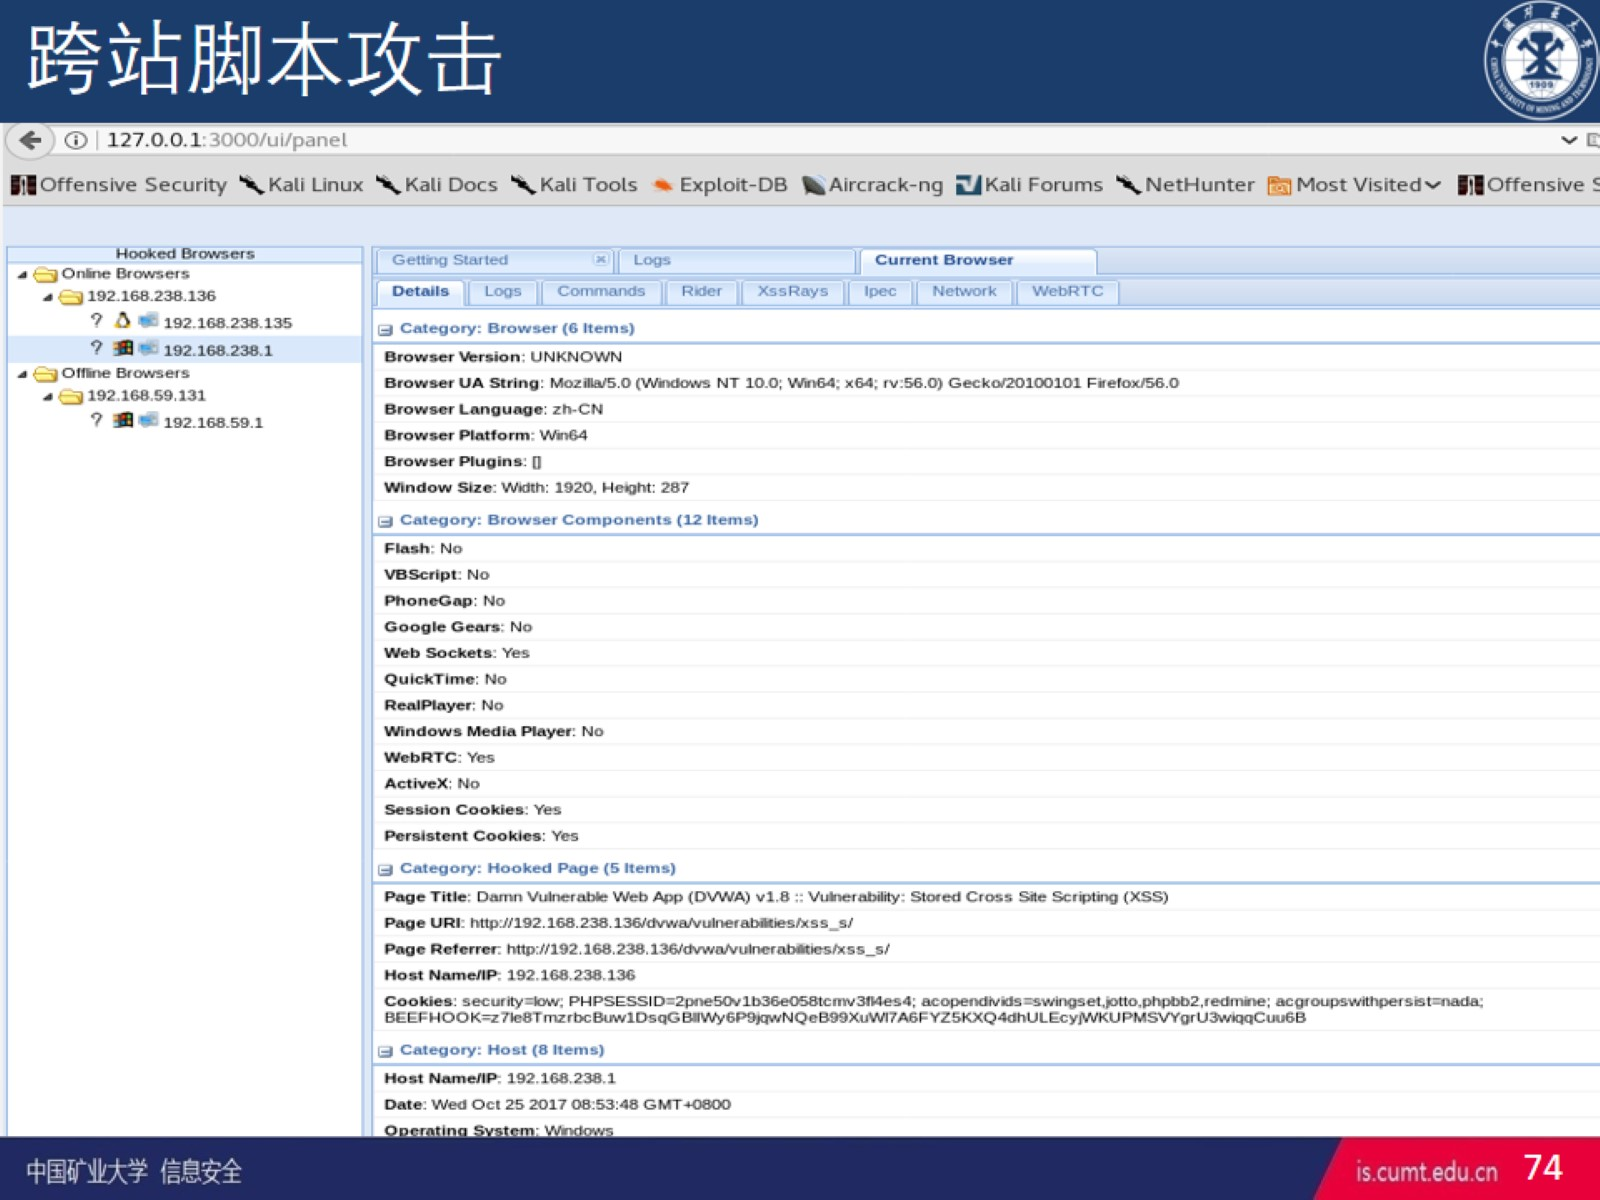 跨站脚本攻击
1909
127.0.0.1:3000/ui/panel
Offensive Security Kali Linux Kali Docs Kali Tools Exploit-DB Aircrack-ng Kali Forums NetHunter Most Visited Offensive S
Hooked Browsers
Getting Started Logs Current Browser
Online Browsers
192.168.238.136
? 192.168.238.135
? 192.168.238.1
Offline Browsers
192.168.59.131
? 192.168.59.1
Details Logs Commands Rider XssRays Ipec Network WebRTC
Category: Browser (6 Items)
Browser Version: UNKNOWN
Browser UA String: Mozilla/5.0 (Windows NT 10.0; Win64; x64; rv:56.0) Gecko/20100101 Firefox/56.0
Browser Language: zh-CN
Browser Platform: Win64
Browser Plugins: []
Window Size: Width: 1920, Height: 287
Category: Browser Components (12 Items)
Flash: No
VBScript: No
PhoneGap: No
Google Gears: No
Web Sockets: Yes
QuickTime: No
RealPlayer: No
Windows Media Player: No
WebRTC: Yes
ActiveX: No
Session Cookies: Yes
Persistent Cookies: Yes
Category: Hooked Page (5 Items)
Page Title: Damn Vulnerable Web App (DVWA) v1.8 :: Vulnerability: Stored Cross Site Scripting (XSS)
Page URI: http://192.168.238.136/dvwa/vulnerabilities/xss_s/
Page Referrer: http://192.168.238.136/dvwa/vulnerabilities/xss_s/
Host Name/IP: 192.168.238.136
Cookies: security=low; PHPSESSID=2pne50v1b36e058tcmv3fl4es4; acopendivids=swingset,jotto,phpbb2,redmine; acgroupswithpersist=nada;
Category: Host (8 Items)
Host Name/IP: 192.168.238.1
Date: Wed Oct 25 2017 08:53:48 GMT+0800
Operating System: Windows
中国矿业大学 信息安全
is.cumt.edu.cn 74